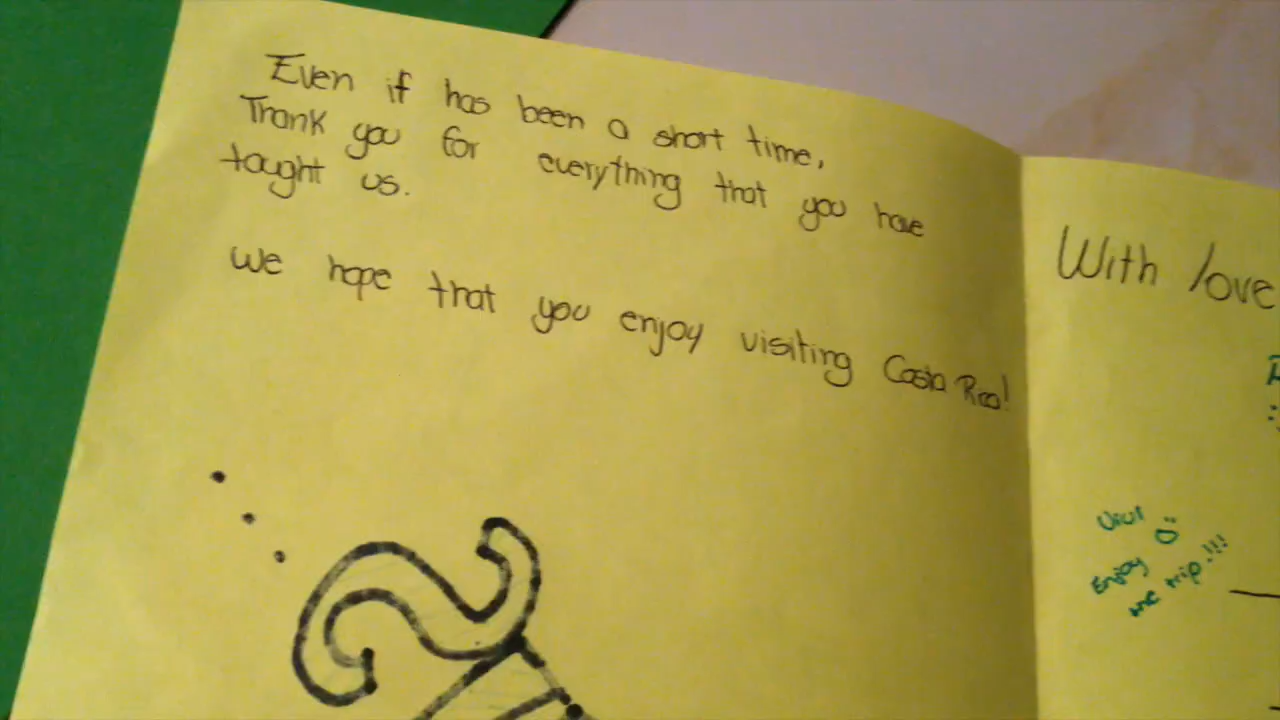 Even if has been a short time,
Thank you for everything that you have
taught us.
We hope that you enjoy visiting Costa Rica!
With love
Enjoy
the trip!!!